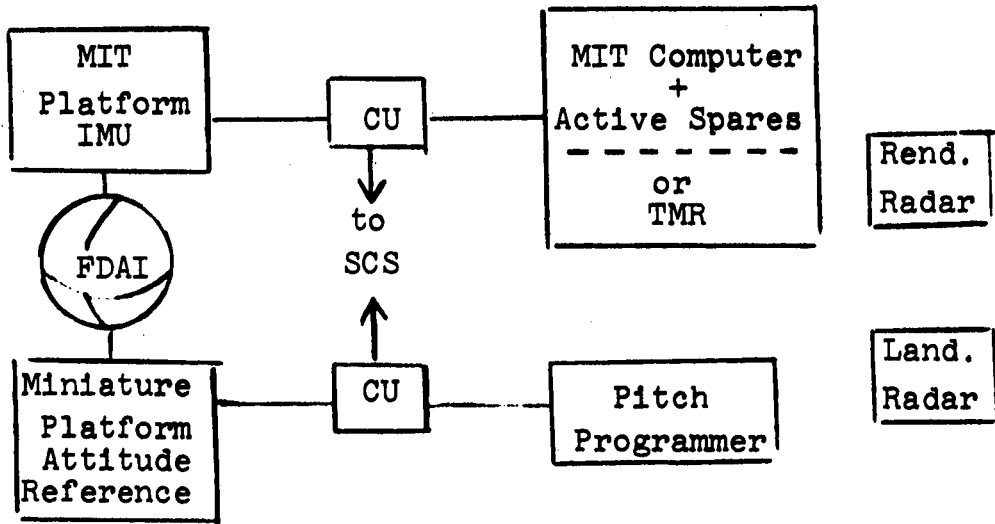 MIT
Platform
IMU
CU
MIT Computer
+
Active Spares
or
TMR
Rend.
Radar
FDAI
to
SCS
Miniature
Platform
Attitude
Reference
CU
Pitch
Programmer
Land.
Radar